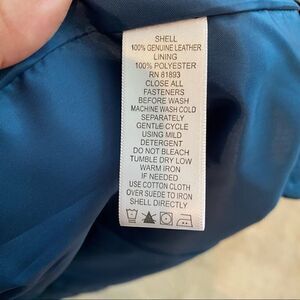 SHELL
100% GENUINE LEATHER
LINING
100% POLYESTER
RN 81893
CLOSE ALL
FASTENERS
BEFORE WASH
MACHINE WASH COLD
SEPARATELY
GENTLE CYCLE
USING MILD
DETERGENT
DO NOT BLEACH
TUMBLE DRY LOW
WARM IRON
IF NEEDED
USE COTTON CLOTH
OVER SUEDE TO IRON
SHELL DIRECTLY